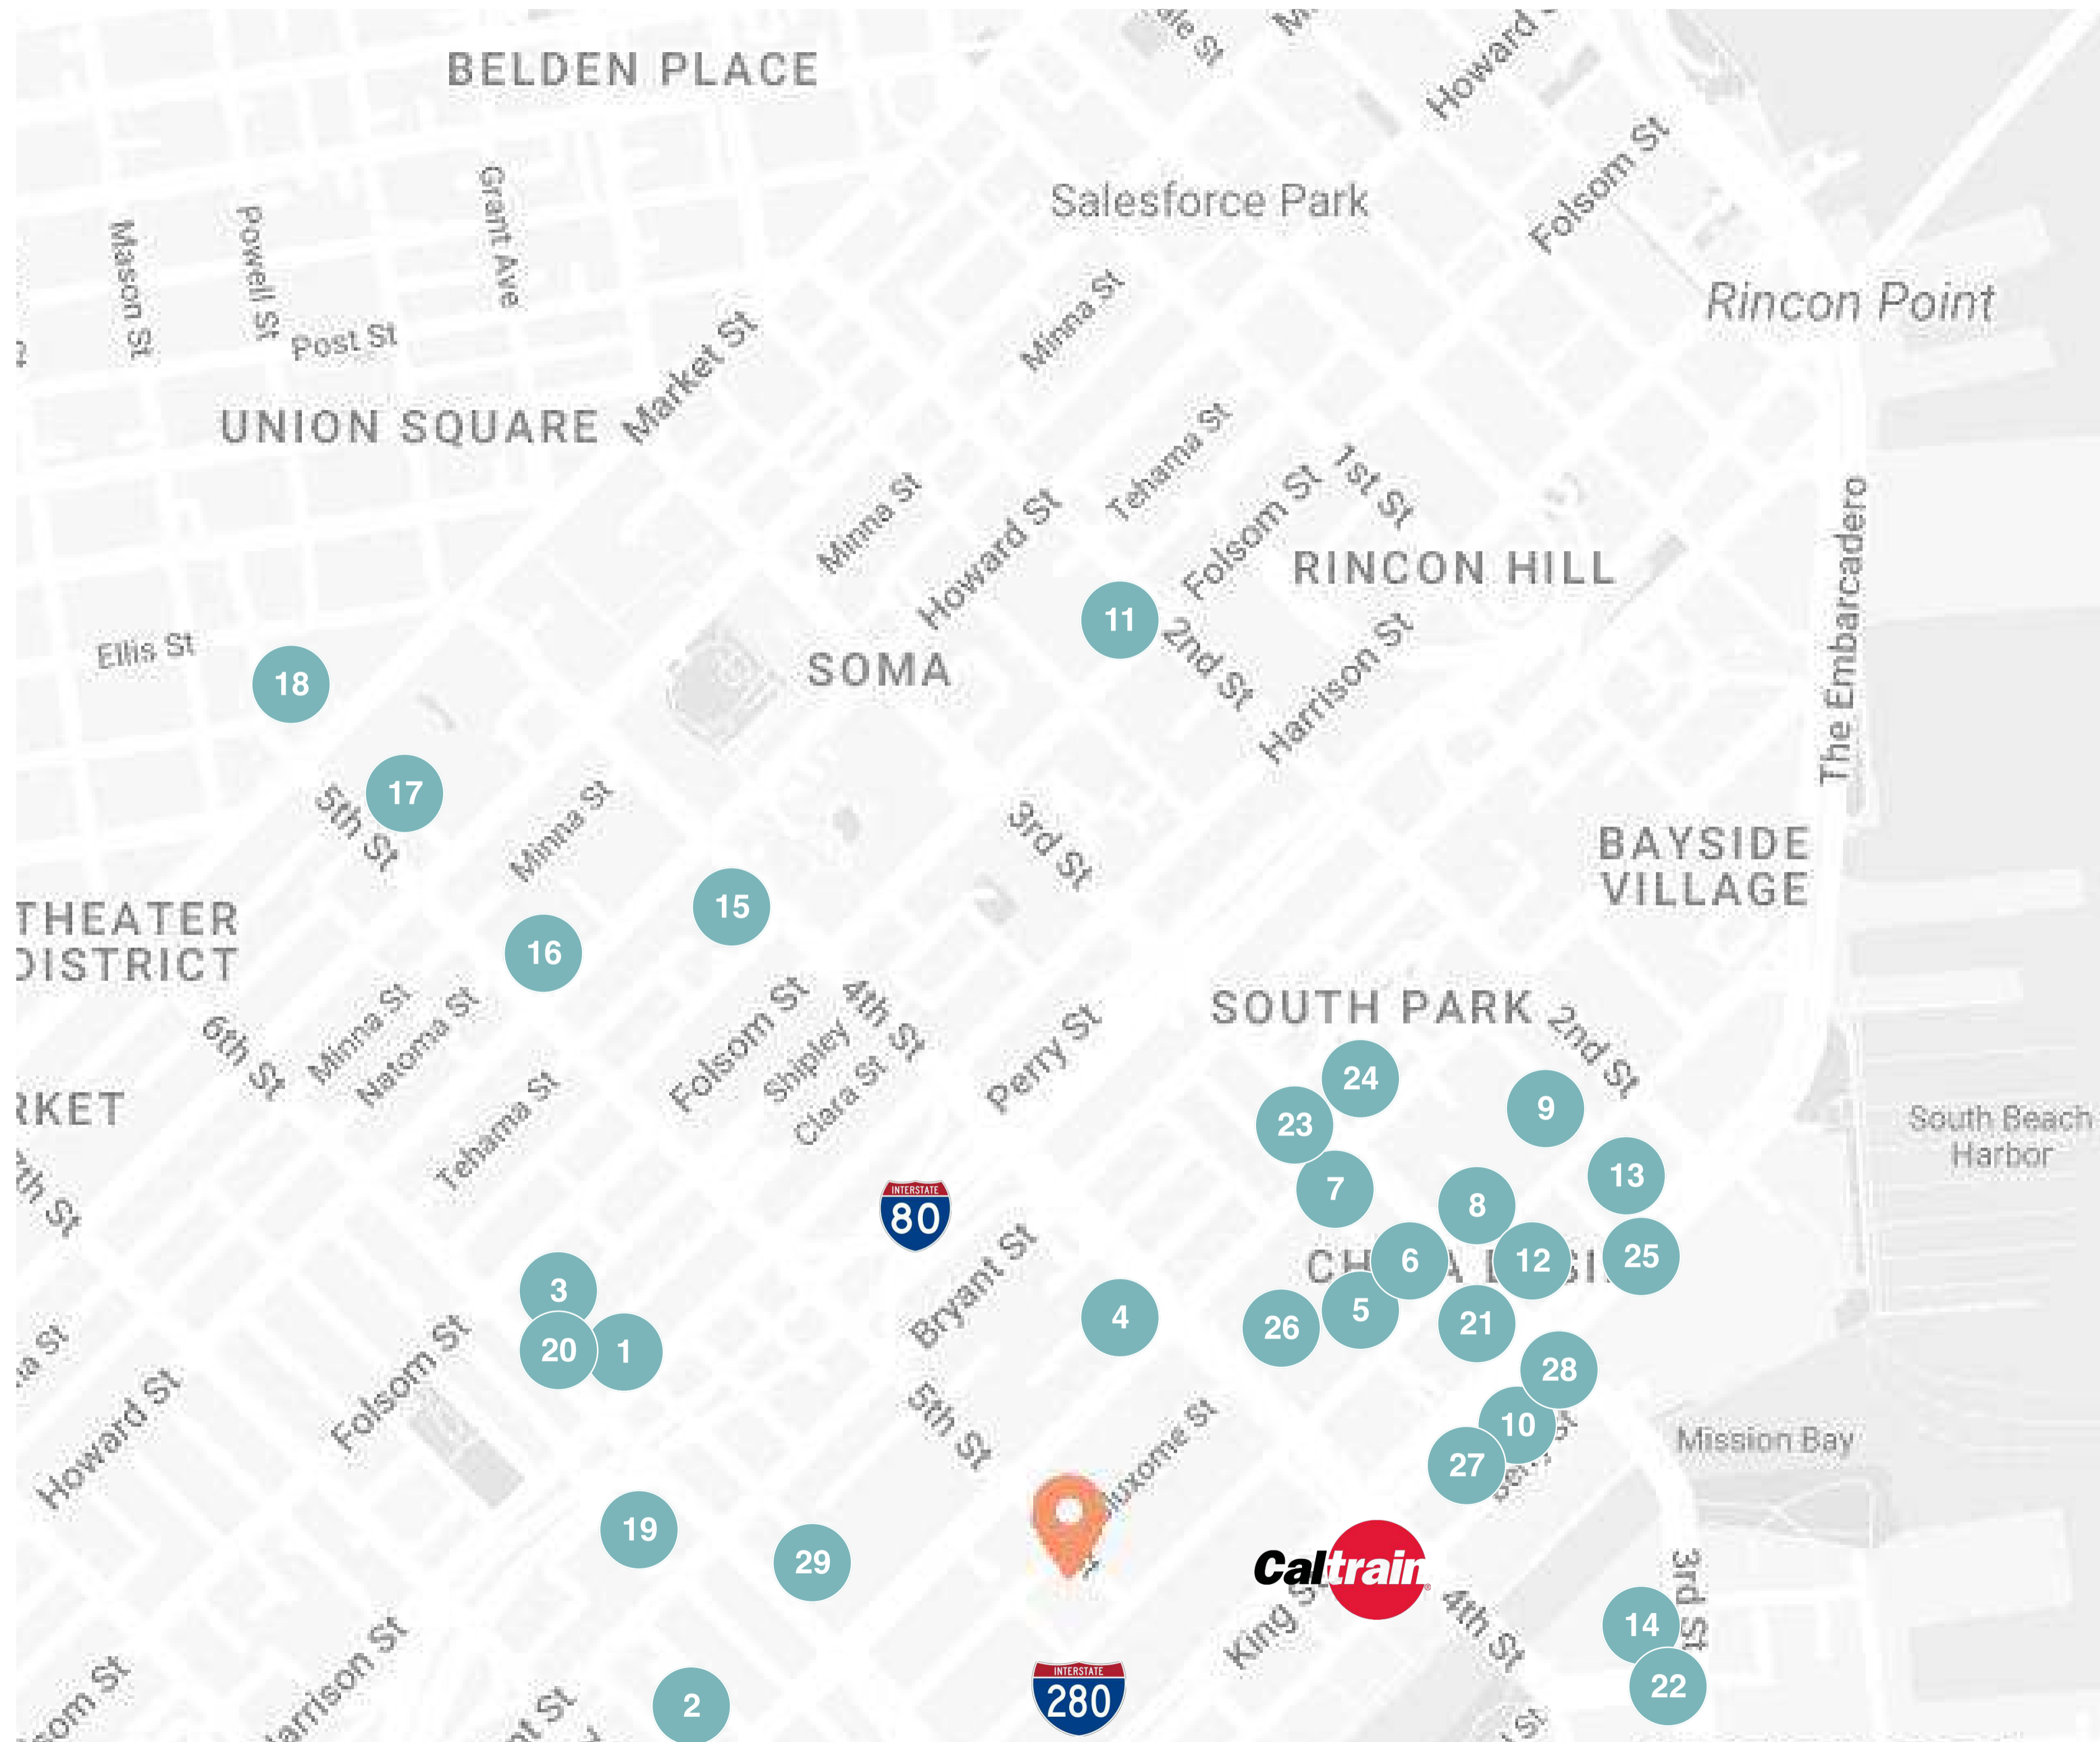 BELDEN PLACE
Howard
Folsom St
Salesforce Park
Grant Ave
Powell St
Mason St
Post St
Market St
Minna St
Rincon Point
UNION SQUARE
Tehama St
1st St
Minna St
Howard St
Folsom St
RINCON HILL
The Embarcadero
11
2nd St
Harrison St
Ellis St
18
SOMA
17
5th St
Minna St
3rd St
BAYSIDE
VILLAGE
15
THEATER
DISTRICT
16
6th St
Minna St
Natoma St
Folsom St
Shipley
Clara St
4th St
Perry St
SOUTH PARK
2nd St
24
9
23
South Beach
Harbor
Tehama St
7
13
8
INTERSTATE
80
6
12
25
Bryant St
3
4
5
26
21
20
1
28
Folsom St
Howard St
5th St
10
Mission Bay
27
19
29
Caltrain
King St
4th St
3rd St
14
22
INTERSTATE
280
2